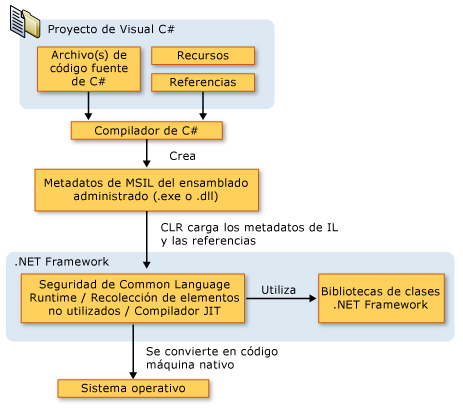 Proyecto de Visual C#
Archivo(s) de
código fuente
de C#
Recursos
Referencias
Compilador de C#
Crea
Metadatos de MSIL del ensamblado
administrado (.exe o .dll)
CLR carga los metadatos de IL
y las referencias
.NET Framework
Seguridad de Common Language
Runtime / Recolección de elementos
no utilizados / Compilador JIT
Utiliza
Bibliotecas de clases
.NET Framework
Se convierte en código
máquina nativo
Sistema operativo